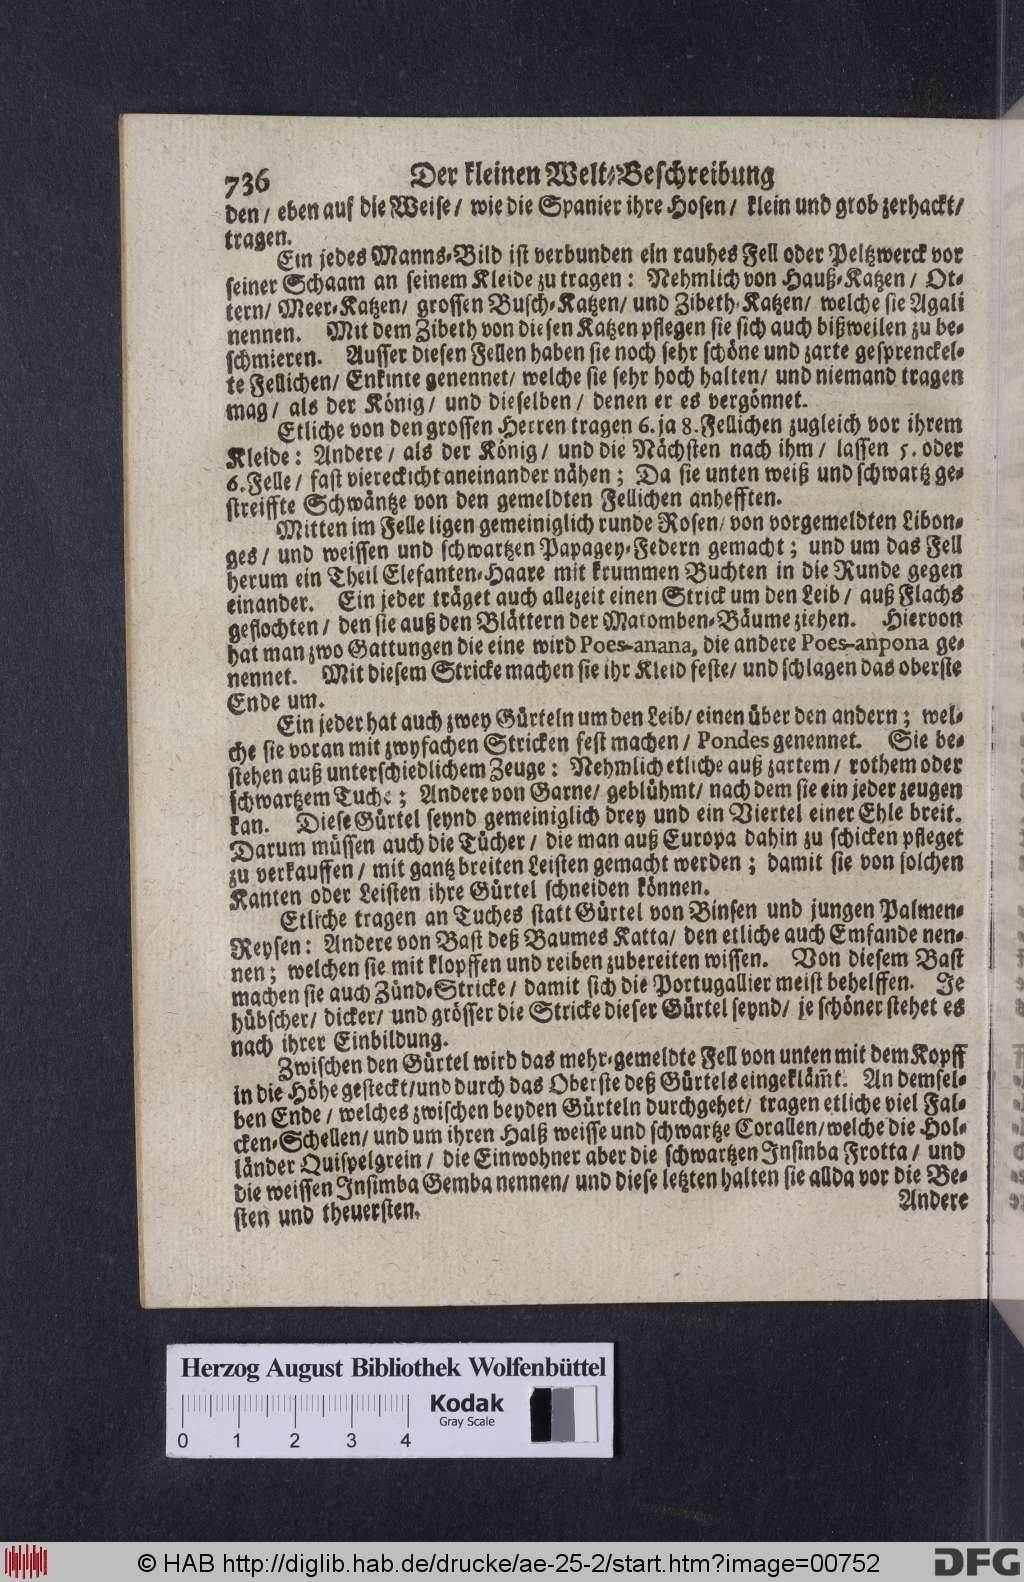 736 Der kleinen Welt-Beschreibung
den / eben auf die Weise / wie die Spanier ihre Hosen / klein und grob zerhackt /
tragen.
Ein jedes Manns-Bild ist verbunden ein rauhes Fell oder Peltzwerck vor
seiner Schaam an seinem Kleide zu tragen: Nehmlich von Hauß-Katzen / Ot-
tern / Meer-Katzen / grossen Busch-Katzen / und Zibeth-Katzen / welche sie Agali
nennen. Mit dem Zibeth von diesen Katzen pflegen sie sich auch bißweilen zu be-
schmieren. Ausser diesen Fellen haben sie noch sehr schöne und zarte gesprenckel-
te Fellichen / Enkinte genennet / welche sie sehr hoch halten / und niemand tragen
mag / als der König / und dieselben / denen er es vergönnet.
Etliche von den grossen Herren tragen 6. ja 8. Fellichen zugleich vor ihrem
Kleide: Andere / als der König / und die Nächsten nach ihm / lassen 5. oder
6. Felle / fast viereckicht aneinander nähen; Da sie unten weiß und schwartz ge-
streiffte Schwäntze von den gemeldten Fellichen anhefften.
Mitten im Felle ligen gemeiniglich runde Rosen / von vorgemeldten Libon-
ges / und weissen und schwartzen Papagey-Federn gemacht; und um das Fell
herum ein Theil Elefanten-Haare mit krummen Buchten in die Runde gegen
einander. Ein jeder träget auch allezeit einen Strick um den Leib / auß Flachs
geflochten / den sie auß den Blättern der Matomben-Bäume ziehen. Hiervon
hat man zwo Gattungen die eine wird Poes-anana, die andere Poes-anpona ge-
nennet. Mit diesem Stricke machen sie ihr Kleid feste / und schlagen das oberste
Ende um.
Ein jeder hat auch zwey Gürteln um den Leib / einen über den andern; wel-
che sie voran mit zwyfachen Stricken fest machen / Pondes genennet. Sie be-
stehen auß unterschiedlichem Zeuge: Nehmlich etliche auß zartem / rothem oder
schwartzem Tuche; Andere von Garne / geblühmt / nach dem sie ein jeder zeugen
kan. Diese Gürtel seynd gemeiniglich drey und ein Viertel einer Ehle breit.
Darum müssen auch die Tücher / die man auß Europa dahin zu schicken pfleget
zu verkauffen / mit gantz breiten Leisten gemacht werden; damit sie von solchen
Kanten oder Leisten ihre Gürtel schneiden können.
Etliche tragen an Tuches statt Gürtel von Binsen und jungen Palmen-
Reysen: Andere von Bast deß Baumes Katta / den etliche auch Emfande nen-
nen; welchen sie mit klopffen und reiben zubereiten wissen. Von diesem Bast
machen sie auch Zünd-Stricke / damit sich die Portugallier meist behelffen. Je
hübscher / dicker / und grösser die Stricke dieser Gürtel seynd / je schöner stehet es
nach ihrer Einbildung.
Zwischen den Gürtel wird das mehr-gemeldte Fell von unten mit dem Kopff
in die Höhe gesteckt / und durch das Oberste deß Gürtels eingeklämt. An demsel-
ben Ende / welches zwischen beyden Gürteln durchgehet / tragen etliche viel Fal-
cken-Schellen / und um ihren Halß weisse und schwartze Corallen / welche die Hol-
länder Quispelgrein / die Einwohner aber die schwartzen Insinba Frotta / und
die weissen Insimba Gemba nennen / und diese letzten halten sie allda vor die Be-
sten und theuersten.
Andere
Herzog August Bibliothek Wolfenbüttel
Kodak
Gray Scale
0 1 2 3 4
© HAB http://diglib.hab.de/drucke/ae-25-2/start.htm?image=00752
DFG